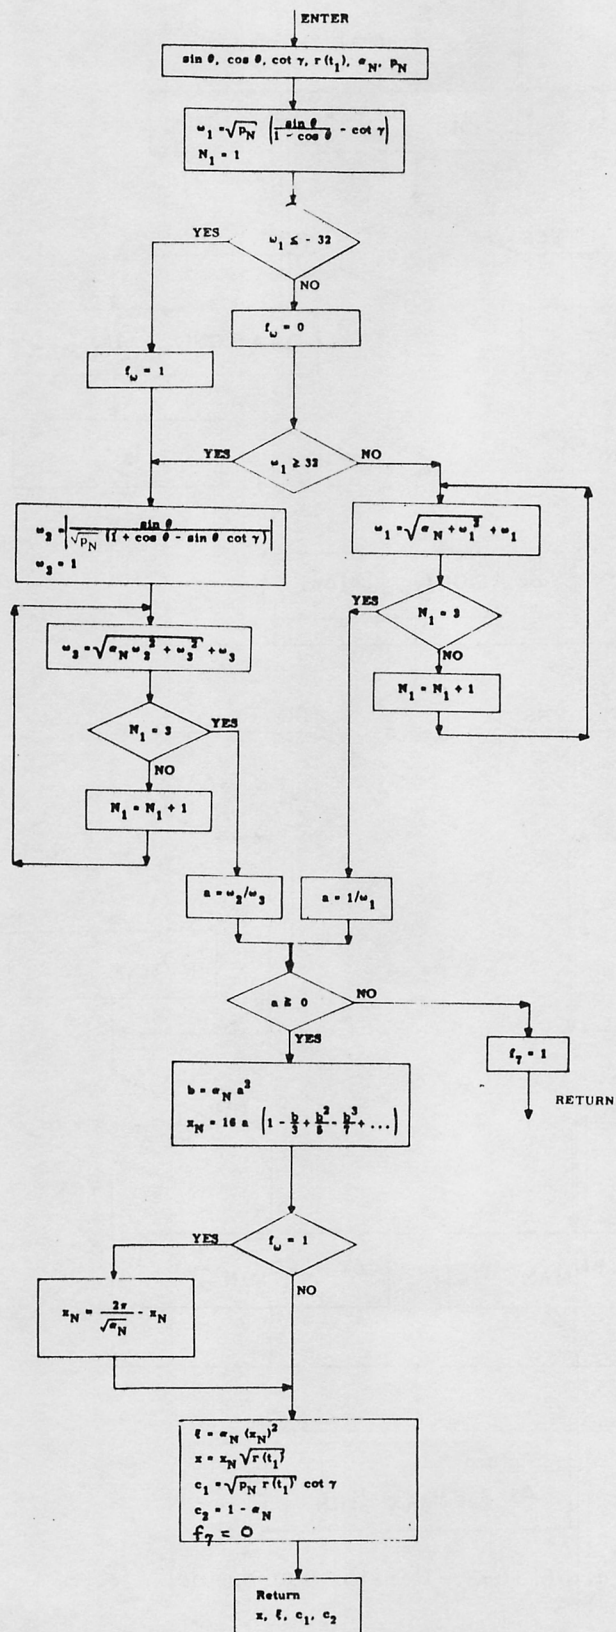 ENTER
sin θ, cos θ, cot γ, r(t₁), α_N, p_N
ω₁ = √p_N (sin θ / (1 - cos θ) - cot γ)
N₁ = 1
ω₁ ≤ - 32
YES
NO
f_ω = 0
f_ω = 1
ω₁ ≥ 32
YES
NO
ω₂ = |sin θ / (√p_N (1 + cos θ - sin θ cot γ))|
ω₃ = 1
ω₁ = √(α_N + ω₁²) + ω₁
N₁ = 3
YES
NO
N₁ = N₁ + 1
ω₃ = √(α_N ω₂² + ω₃²) + ω₃
N₁ = 3
YES
NO
N₁ = N₁ + 1
a = ω₂/ω₃
a = 1/ω₁
a ≥ 0
NO
YES
f₇ = 1
RETURN
b = α_N a²
x_N = 16 a (1 - b/3 + b²/5 - b³/7 + ...)
f_ω = 1
YES
NO
x_N = 2π/√α_N - x_N
ξ = α_N (x_N)²
x = x_N √r(t₁)
c₁ = √(p_N r(t₁)) cot γ
c₂ = 1 - α_N
f₇ = 0
Return
x, ξ, c₁, c₂